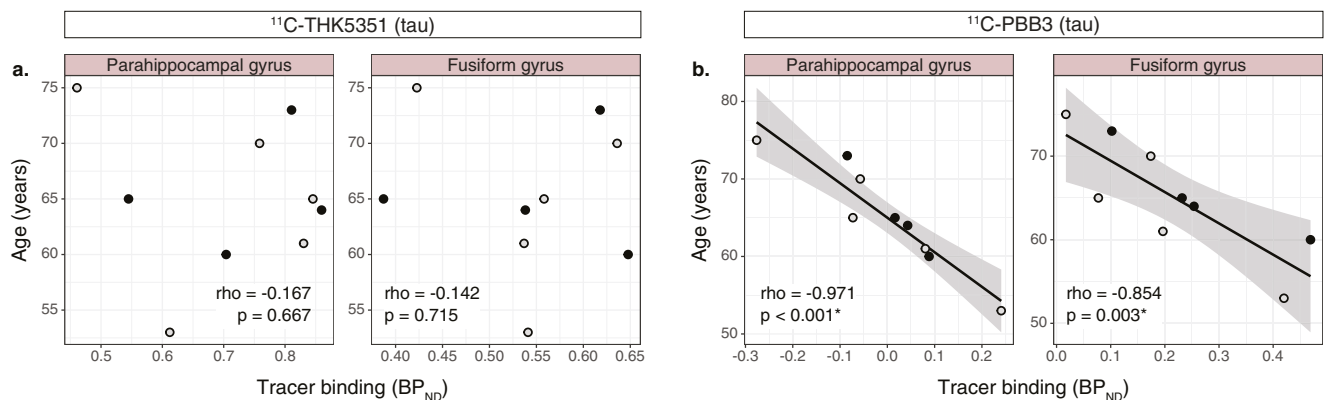 ¹¹C-THK5351 (tau)
¹¹C-PBB3 (tau)
a.
Parahippocampal gyrus
Fusiform gyrus
Age (years)
75
70
65
60
55
rho = -0.167
p = 0.667
rho = -0.142
p = 0.715
0.5 0.6 0.7 0.8
0.40 0.45 0.50 0.55 0.60 0.65
Tracer binding (BP_ND)
b.
Parahippocampal gyrus
Fusiform gyrus
Age (years)
80
70
60
50
70
60
50
rho = -0.971
p < 0.001*
rho = -0.854
p = 0.003*
-0.3 -0.2 -0.1 0.0 0.1 0.2
0.0 0.1 0.2 0.3 0.4
Tracer binding (BP_ND)